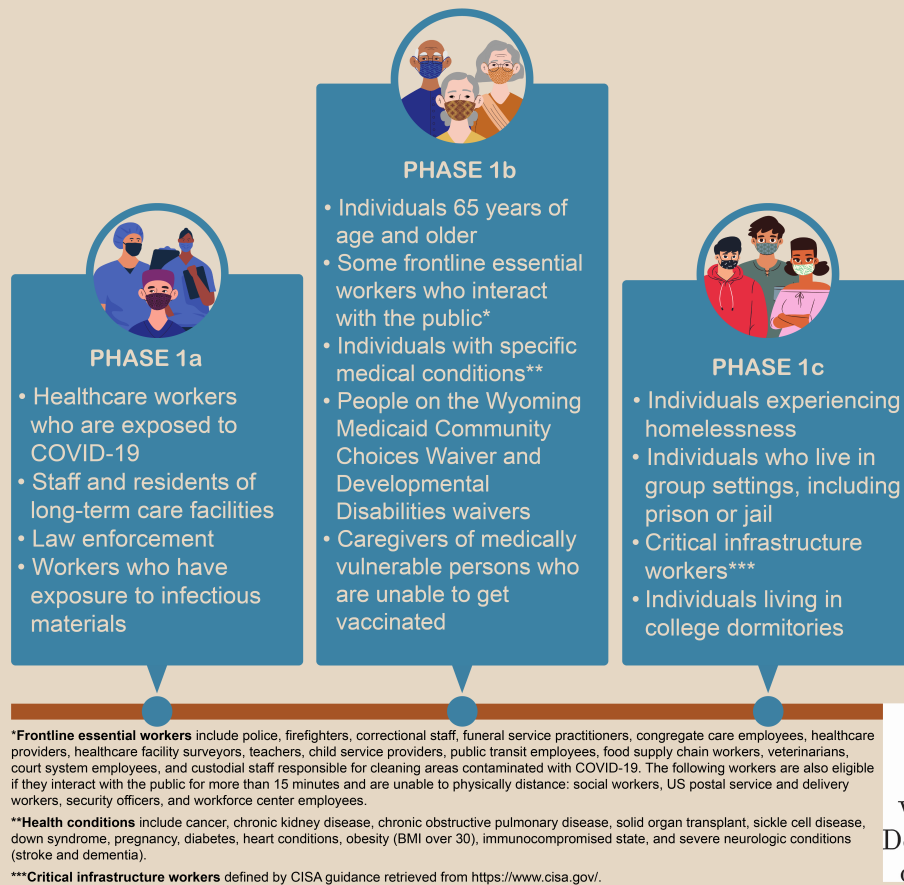 PHASE 1a
• Healthcare workers
who are exposed to
COVID-19
• Staff and residents of
long-term care facilities
• Law enforcement
• Workers who have
exposure to infectious
materials
PHASE 1b
• Individuals 65 years of
age and older
• Some frontline essential
workers who interact
with the public*
• Individuals with specific
medical conditions**
• People on the Wyoming
Medicaid Community
Choices Waiver and
Developmental
Disabilities waivers
• Caregivers of medically
vulnerable persons who
are unable to get
vaccinated
PHASE 1c
• Individuals experiencing
homelessness
• Individuals who live in
group settings, including
prison or jail
• Critical infrastructure
workers***
• Individuals living in
college dormitories
*Frontline essential workers include police, firefighters, correctional staff, funeral service practitioners, congregate care employees, healthcare
providers, healthcare facility surveyors, teachers, child service providers, public transit employees, food supply chain workers, veterinarians,
court system employees, and custodial staff responsible for cleaning areas contaminated with COVID-19. The following workers are also eligible
if they interact with the public for more than 15 minutes and are unable to physically distance: social workers, US postal service and delivery
workers, security officers, and workforce center employees.
**Health conditions include cancer, chronic kidney disease, chronic obstructive pulmonary disease, solid organ transplant, sickle cell disease,
down syndrome, pregnancy, diabetes, heart conditions, obesity (BMI over 30), immunocompromised state, and severe neurologic conditions
(stroke and dementia).
***Critical infrastructure workers defined by CISA guidance retrieved from https://www.cisa.gov/.